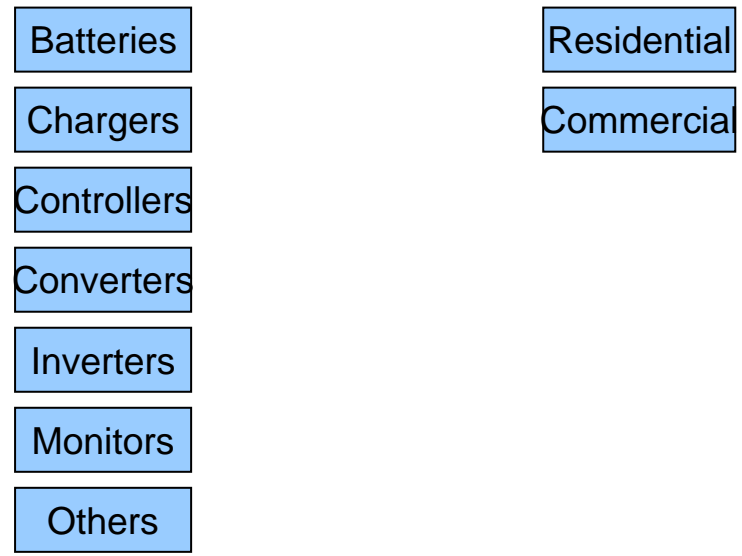 Batteries
Chargers
Controllers
Converters
Inverters
Monitors
Others
Residential
Commercial